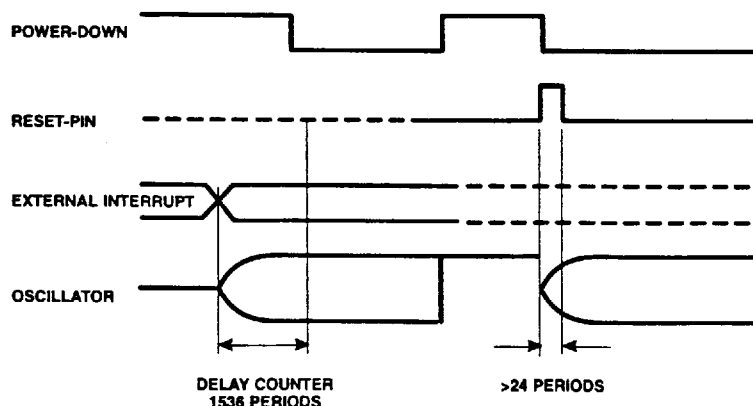 POWER-DOWN
RESET-PIN
EXTERNAL INTERRUPT
OSCILLATOR
DELAY COUNTER
1536 PERIODS
>24 PERIODS